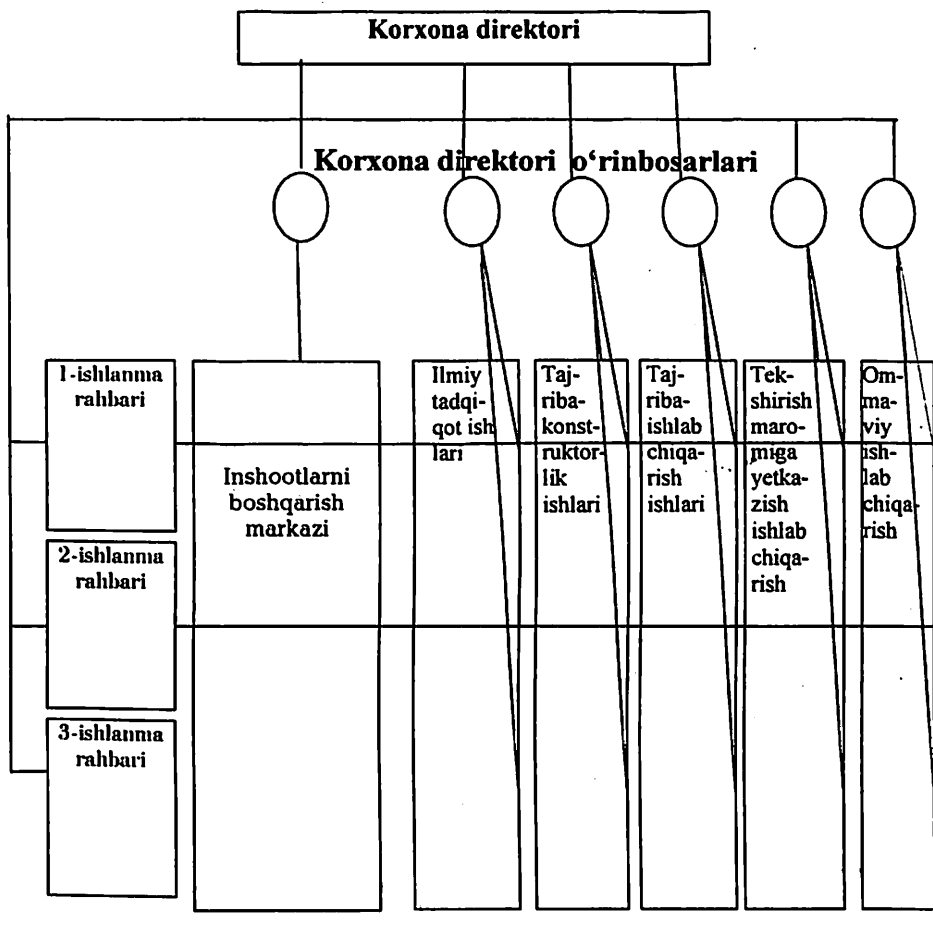 Korxona direktori
Korxona direktori o‘rinbosarlari
1-ishlanma
rahbari
2-ishlanma
rahbari
3-ishlanma
rahbari
Inshootlarni
boshqarish
markazi
Ilmiy
tadqi-
qot ish
lari
Taj-
riba-
konst-
ruktor-
lik
ishlari
Taj-
riba-
ishlab
chiqa-
rish
ishlari
Tek-
shirish
maro-
miga
yetka-
zish
ishlab
chiqa-
rish
Om-
ma-
viy
ish-
lab
chiqa-
rish